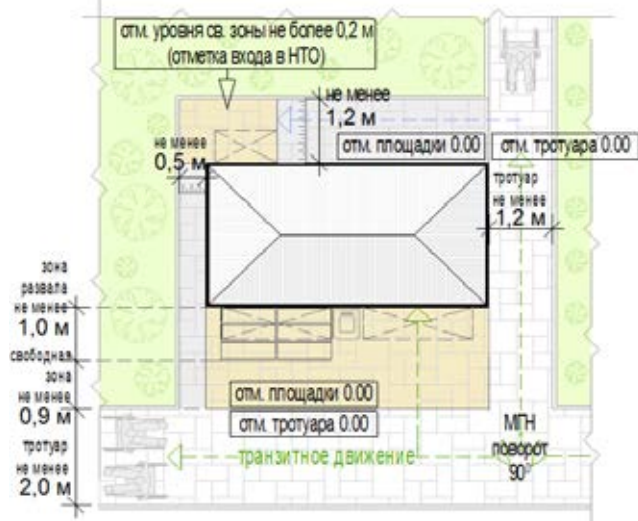 отм. уровня св. зоны не более 0,2 м
(отметка входа в НТО)
не менее
1,2 м
не менее
0,5 м
отм. площадки 0.00
отм. тротуара 0.00
тротуар
не менее
1,2 м
зона
развала
не менее
1,0 м
свободная
зона
не менее
0,9 м
тротуар
не менее
2,0 м
отм. площадки 0.00
отм. тротуара 0.00
транзитное движение
МГН
поворот
90°